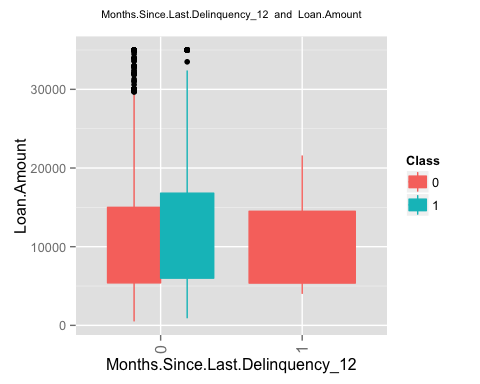 Months.Since.Last.Delinquency_12 and Loan.Amount
Loan.Amount
30000
20000
10000
0
0
1
Months.Since.Last.Delinquency_12
Class
0
1